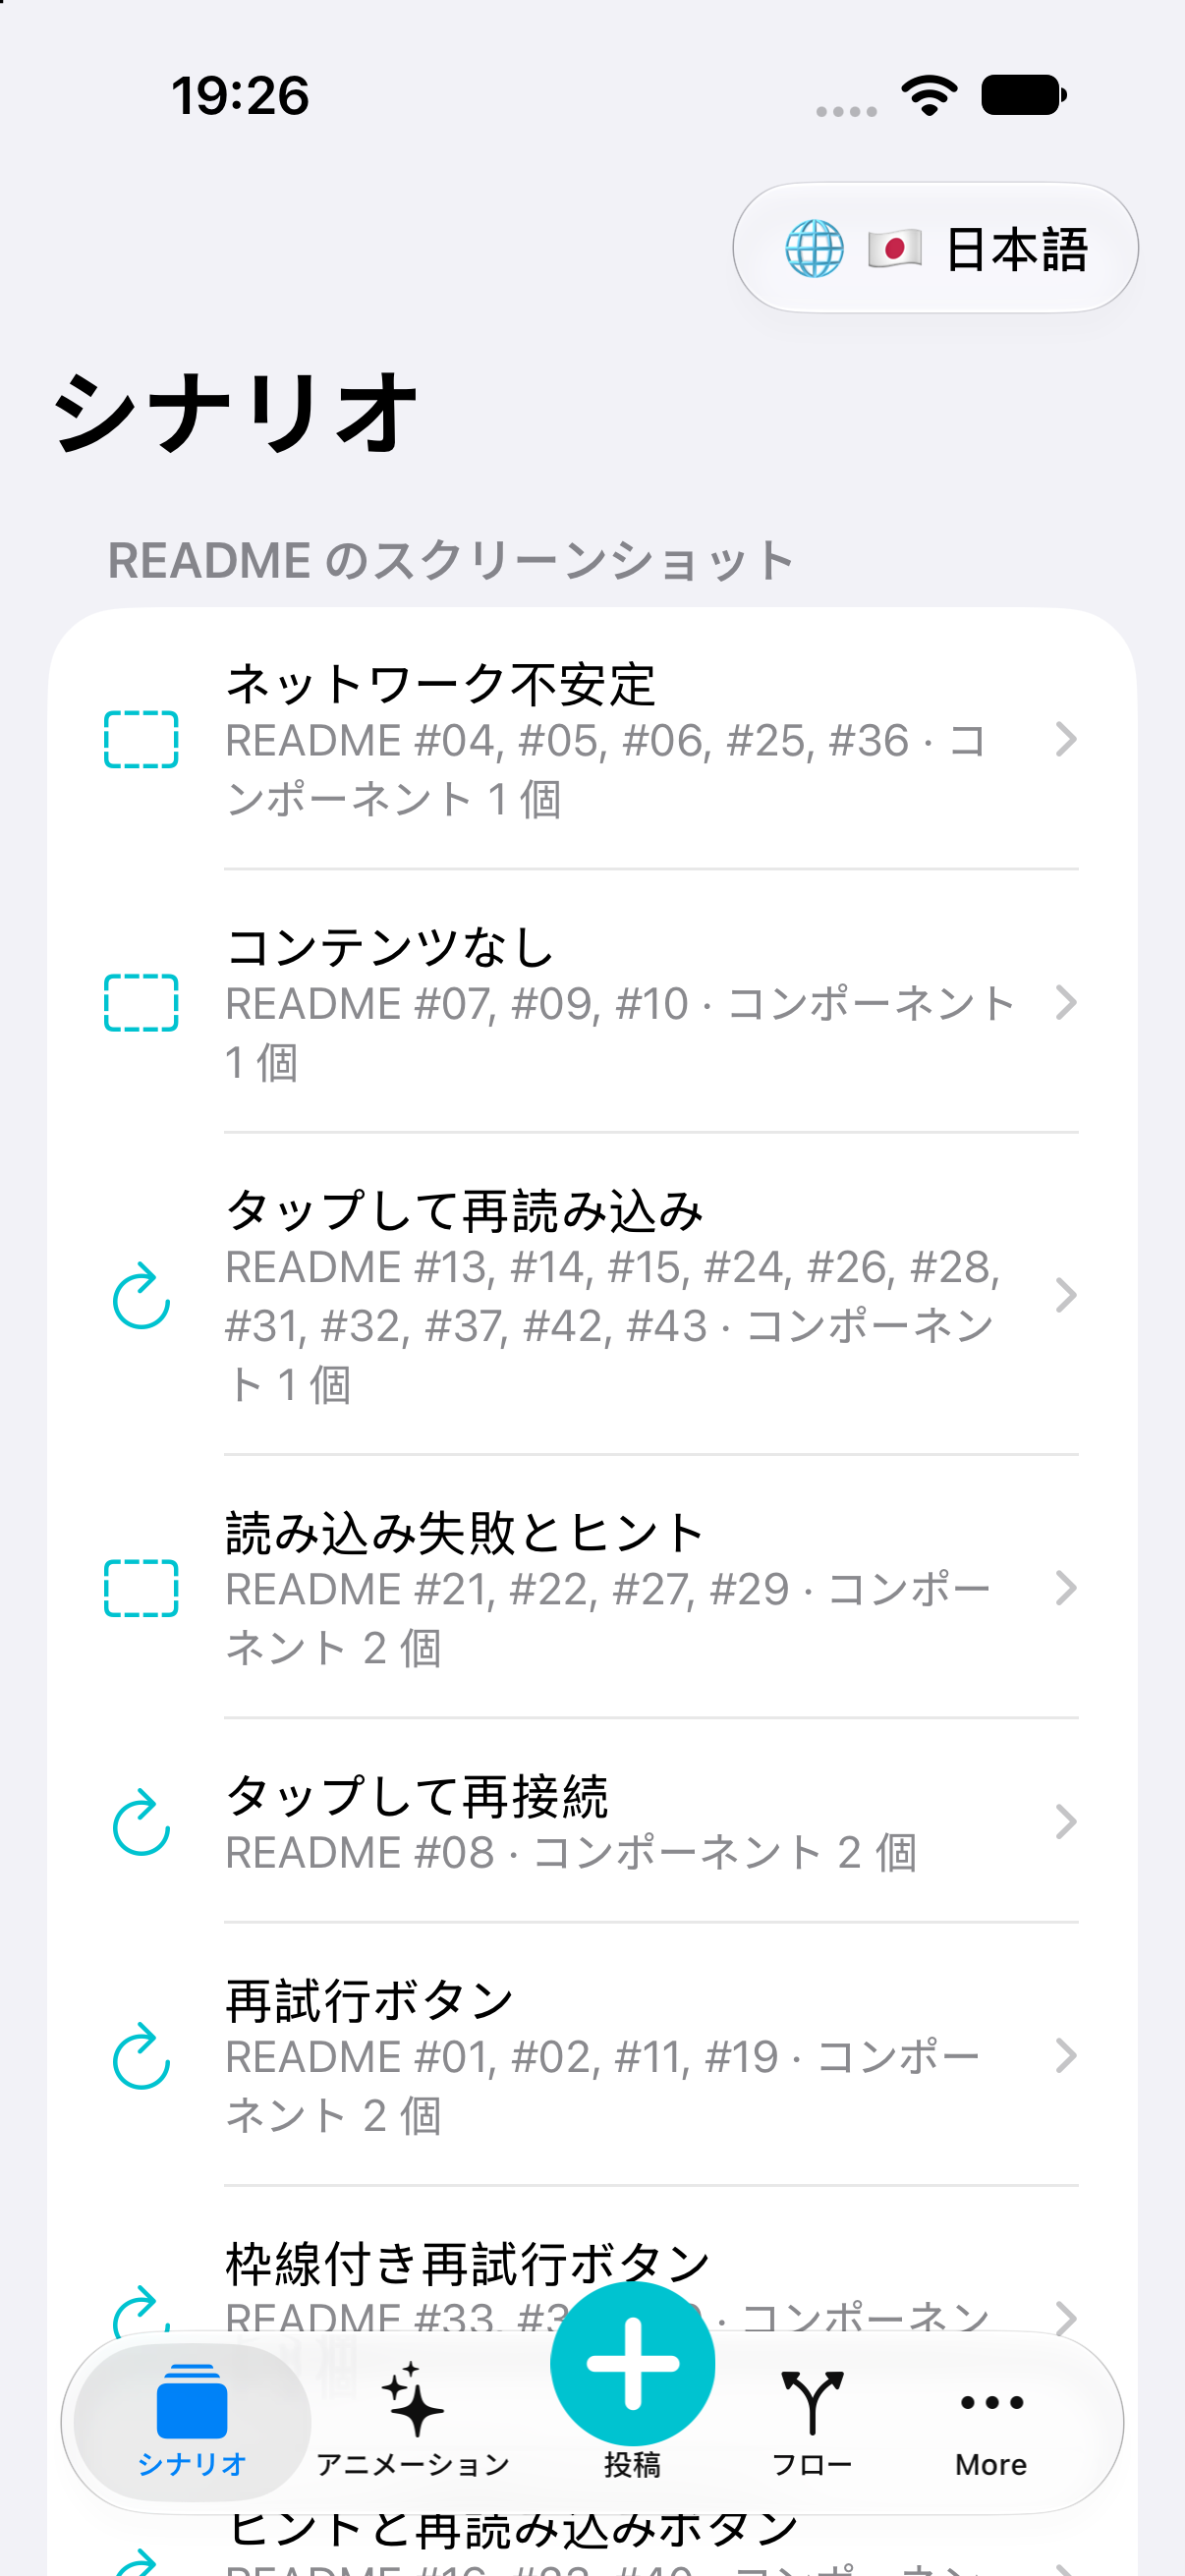 19:26
日本語
シナリオ
README のスクリーンショット
ネットワーク不安定
README #04, #05, #06, #25, #36 · コ
ンポーネント 1 個
コンテンツなし
README #07, #09, #10 · コンポーネント
1 個
タップして再読み込み
README #13, #14, #15, #24, #26, #28,
#31, #32, #37, #42, #43 · コンポーネン
ト 1 個
読み込み失敗とヒント
README #21, #22, #27, #29 · コンポー
ネント 2 個
タップして再接続
README #08 · コンポーネント 2 個
再試行ボタン
README #01, #02, #11, #19 · コンポー
ネント 2 個
枠線付き再試行ボタン
README #33, · コンポーネン
シナリオ
アニメーション
投稿
フロー
More
ヒントと再読み込みボタン